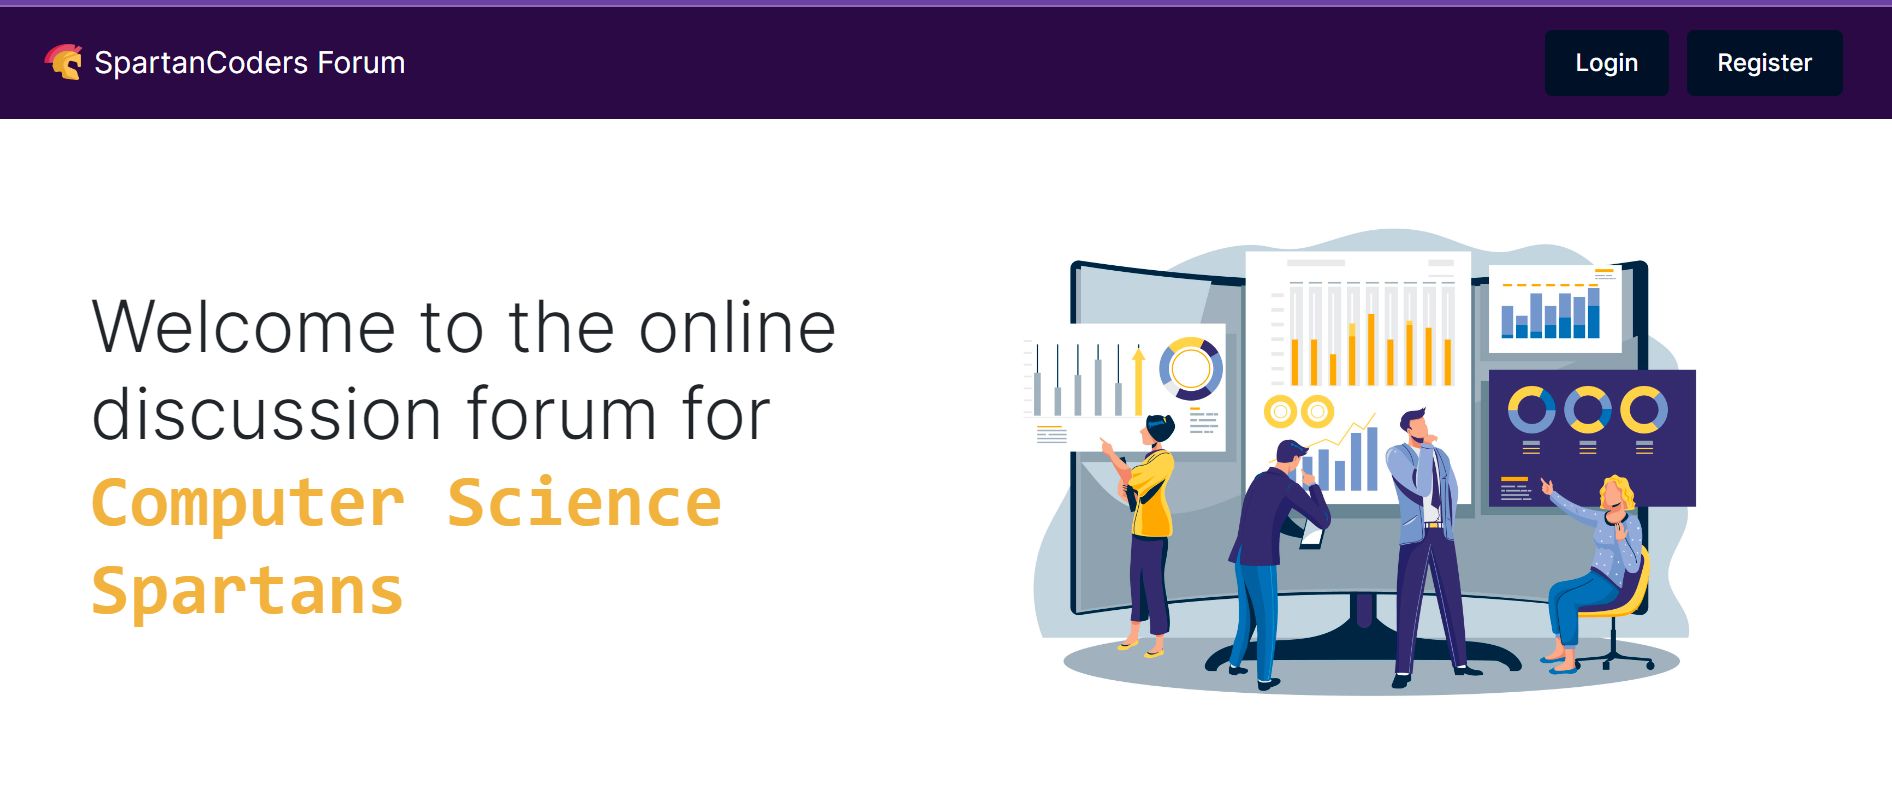 SpartanCoders Forum
Login
Register
Welcome to the online
discussion forum for
Computer Science
Spartans